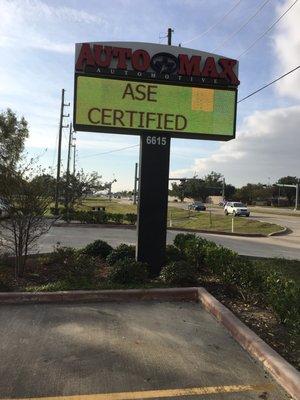 AUTO MAX
AUTOMOTIVE
ASE
CERTIFIED
6615